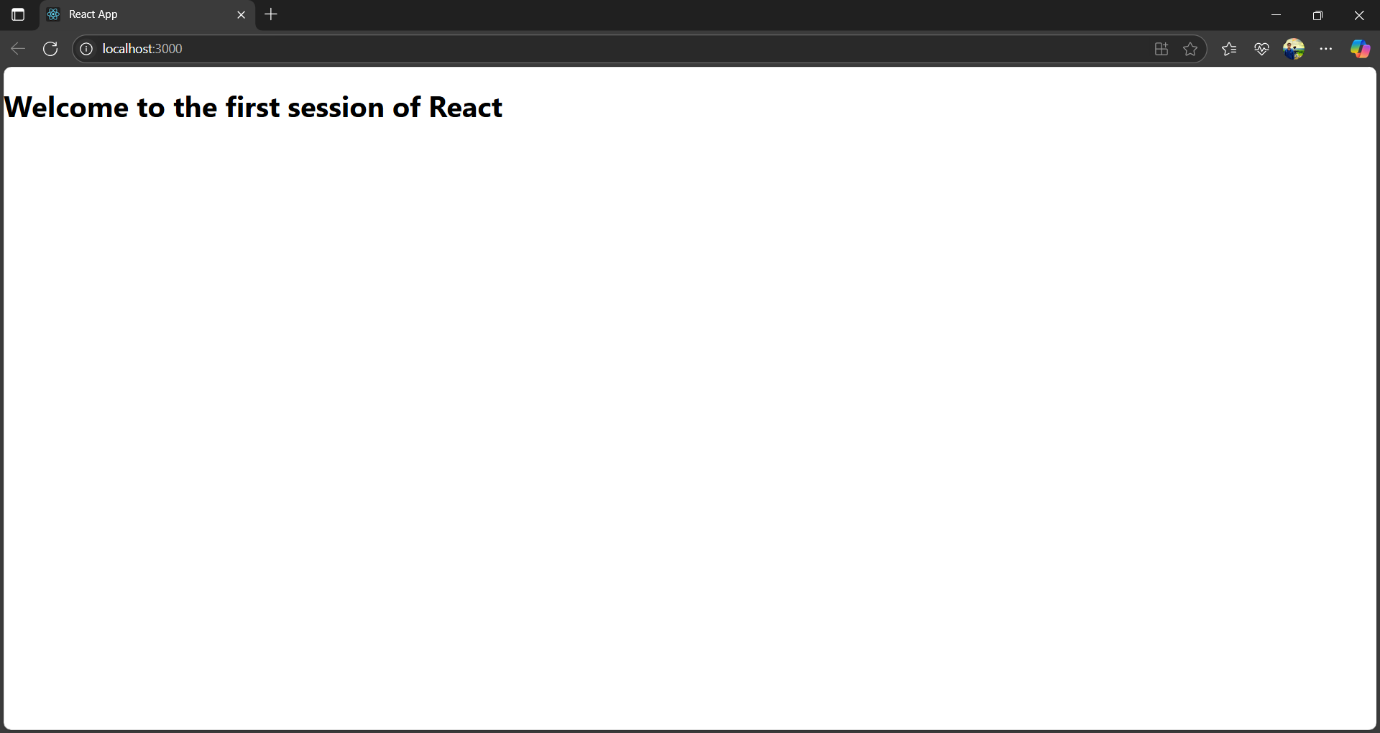 React App
localhost:3000
Welcome to the first session of React